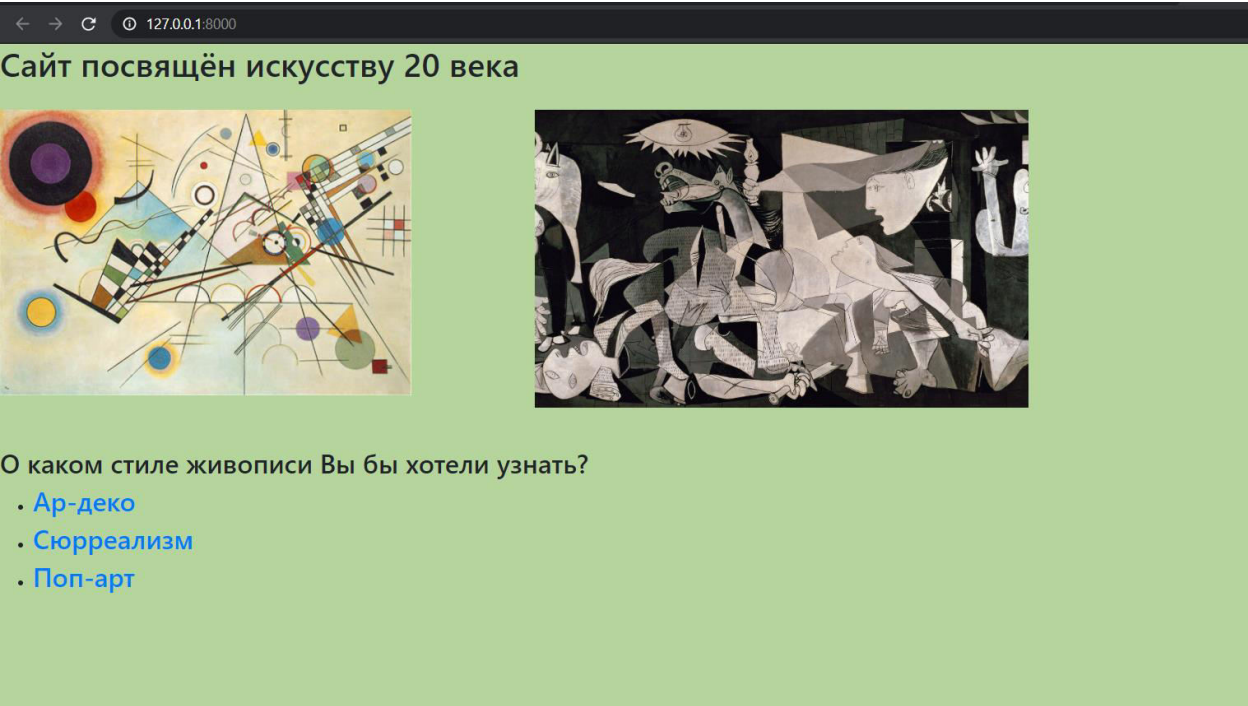 127.0.0.1:8000
Сайт посвящён искусству 20 века
О каком стиле живописи Вы бы хотели узнать?
Ар-деко
Сюрреализм
Поп-арт